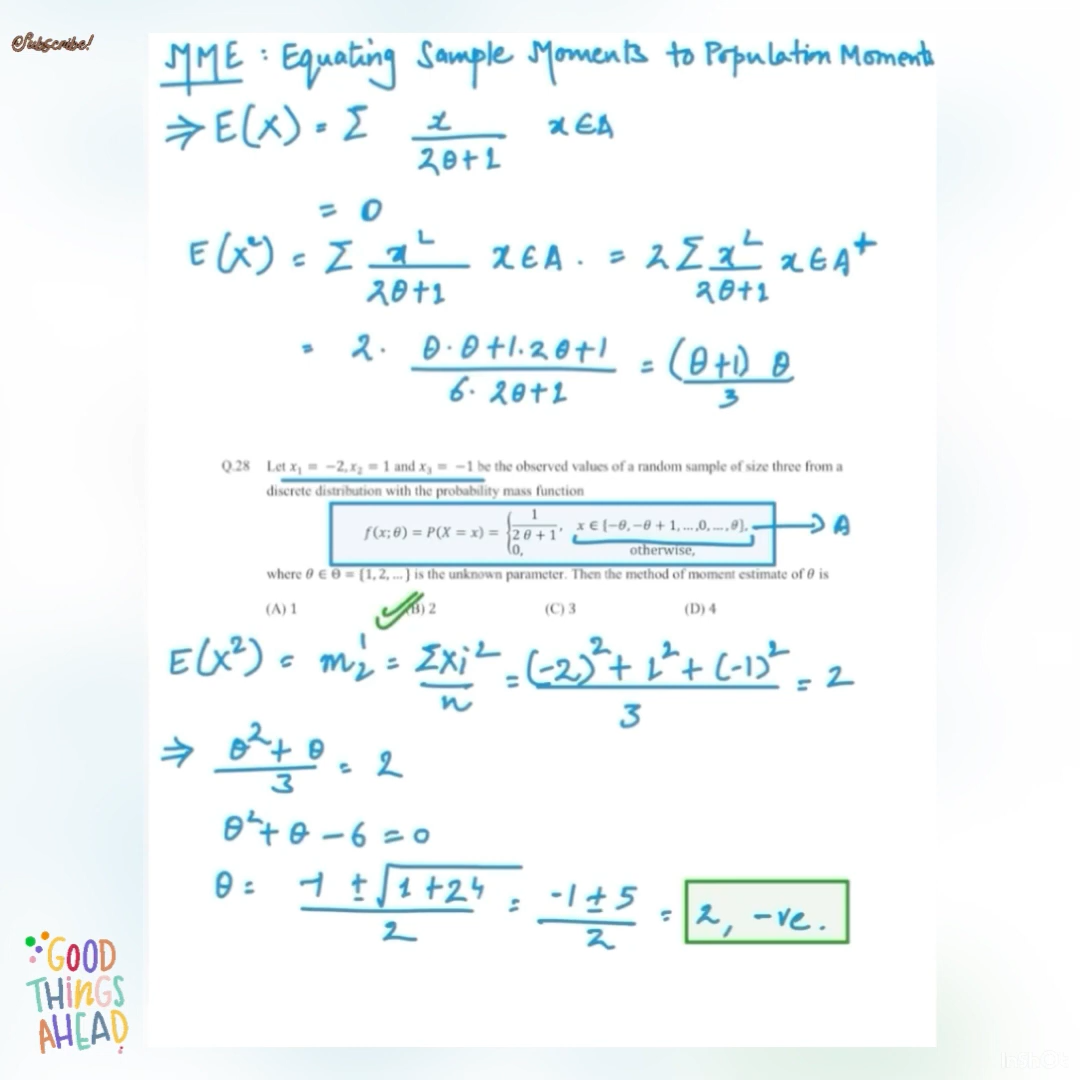 @Subscribe!
MME : Equating Sample Moments to Population Moments
⇒ E(X) = Σ x/(2θ+1) x∈A
= 0
E(X²) = Σ x²/(2θ+1) x∈A. = 2Σ x²/(2θ+1) x∈A⁺
= 2. (θ.θ+1.2θ+1)/(6.2θ+1) = (θ+1)θ/3
Q.28 Let x₁ = −2, x₂ = 1 and x₃ = −1 be the observed values of a random sample of size three from a
discrete distribution with the probability mass function
f(x; θ) = P(X = x) = { 1/(2θ+1), x ∈ {−θ, −θ + 1, … ,0, … , θ}, → A
0, otherwise,
where θ ∈ Θ = {1, 2, … } is the unknown parameter. Then the method of moment estimate of θ is
(A) 1 (B) 2 (C) 3 (D) 4
E(X²) = m₂' = Σxi²/n = ((-2)² + 1² + (-1)²)/3 = 2
⇒ (θ² + θ)/3 = 2
θ² + θ − 6 = 0
θ = (-1 ± √(1+24))/2 = (-1 ± 5)/2 = 2, -ve.
GOOD
THINGS
AHEAD